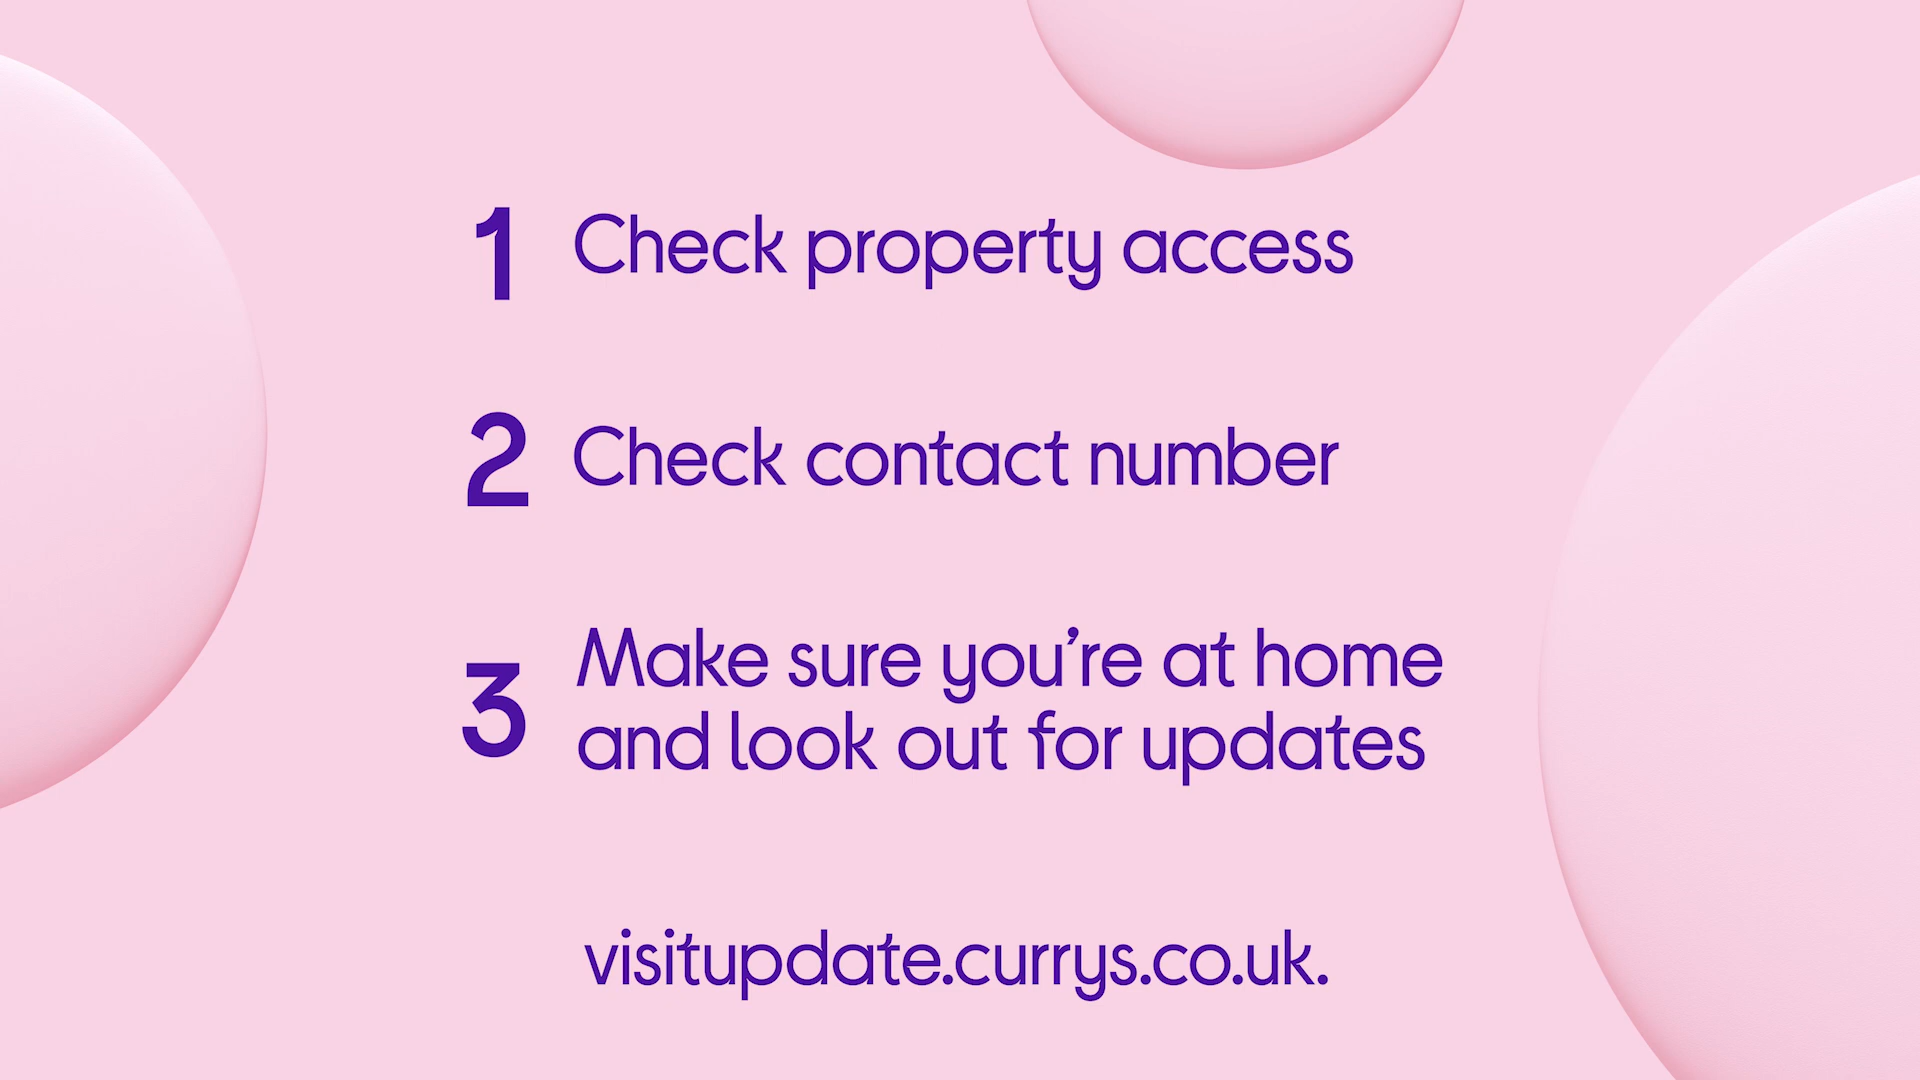 1 Check property access
2 Check contact number
3 Make sure you're at home
and look out for updates
visitupdate.currys.co.uk.